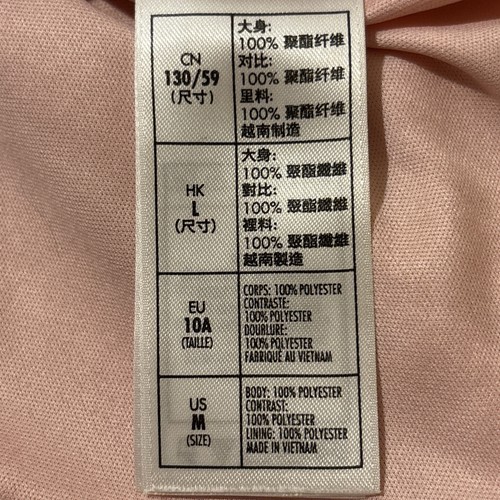 CN
130/59
(尺寸)
大身:
100% 聚酯纤维
对比:
100% 聚酯纤维
里料:
100% 聚酯纤维
越南制造
HK
L
(尺寸)
大身:
100% 聚酯纖維
對比:
100% 聚酯纖維
裡料:
100% 聚酯纖維
越南製造
EU
10A
(TAILLE)
CORPS: 100% POLYESTER
CONTRASTE:
100% POLYESTER
DOUBLURE:
100% POLYESTER
FABRIQUÉ AU VIETNAM
US
M
(SIZE)
BODY: 100% POLYESTER
CONTRAST:
100% POLYESTER
LINING: 100% POLYESTER
MADE IN VIETNAM